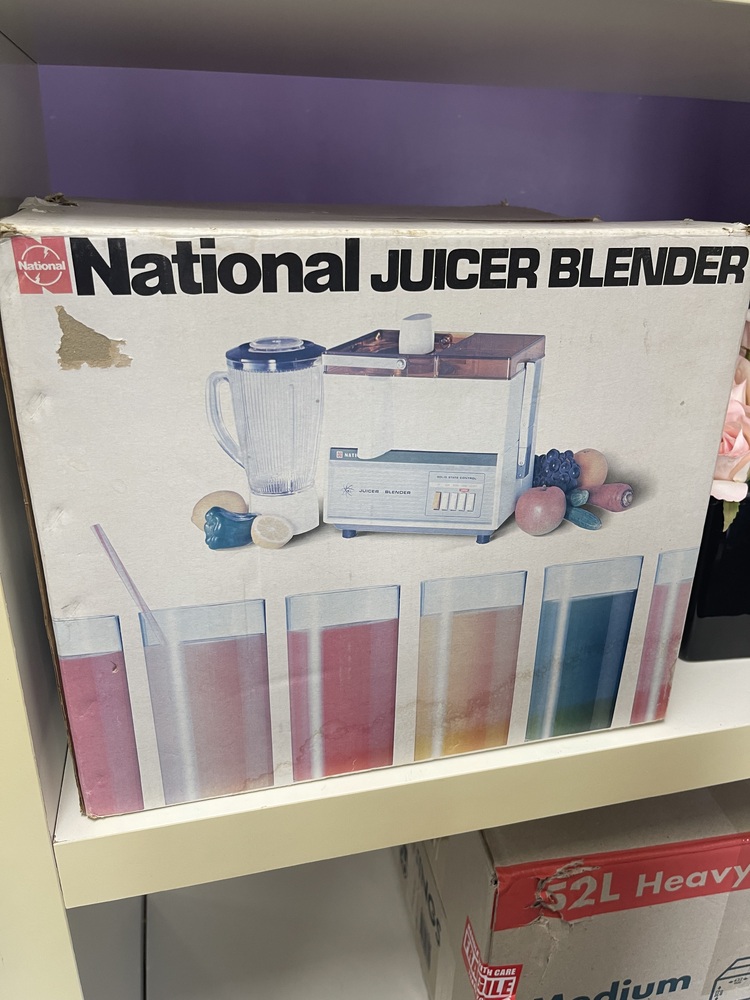 National
National JUICER BLENDER
JUICER BLENDER
52L Heavy
Medium